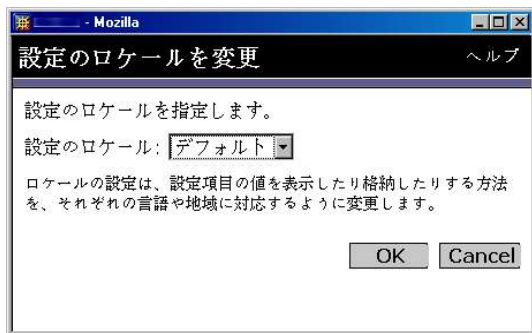 - Mozilla
設定のロケールを変更 ヘルプ
設定のロケールを指定します。
設定のロケール: デフォルト
ロケールの設定は、設定項目の値を表示したり格納したりする方法
を、それぞれの言語や地域に対応するように変更します。
OK Cancel